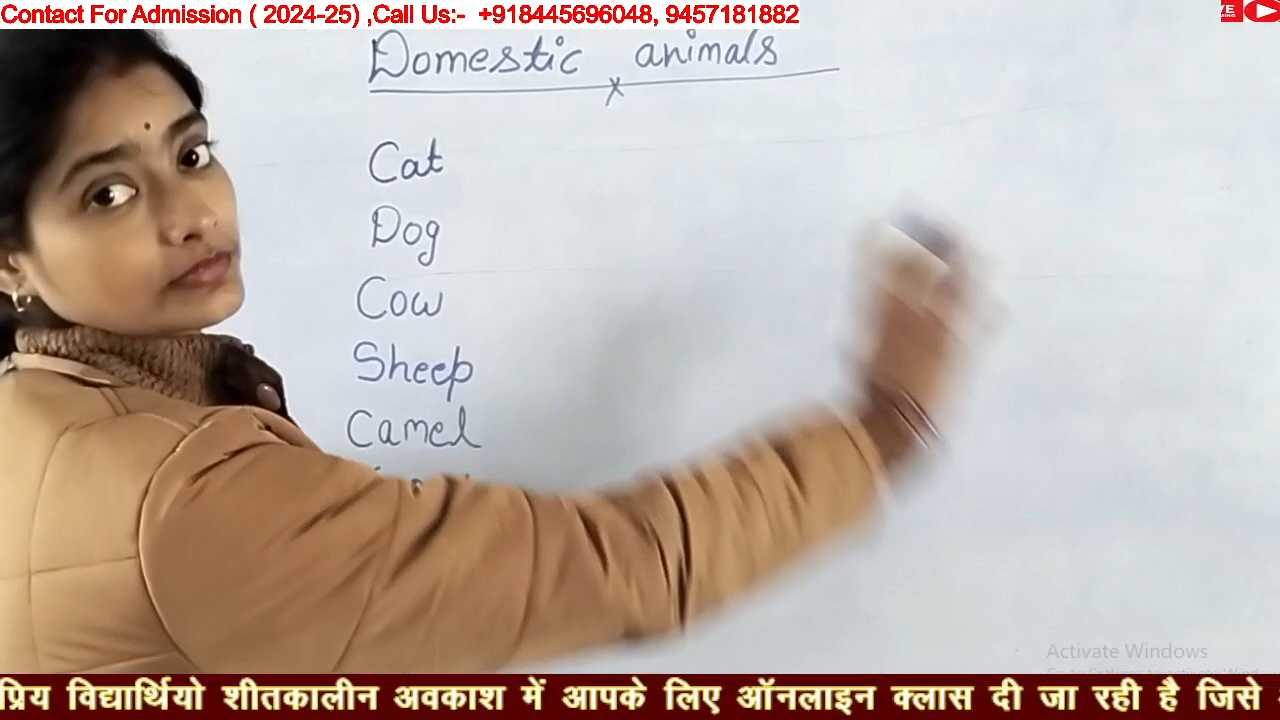 Contact For Admission ( 2024-25) ,Call Us:- +918445696048, 9457181882
Domestic animals
Cat
Dog
Cow
Sheep
Camel
Activate Windows
प्रिय विद्यार्थियो शीतकालीन अवकाश में आपके लिए ऑनलाइन क्लास दी जा रही है जिसे